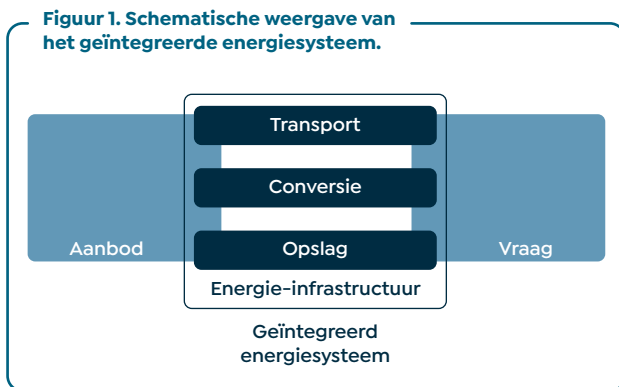 Figuur 1. Schematische weergave van
het geïntegreerde energiesysteem.
Transport
Conversie
Aanbod
Opslag
Vraag
Energie-infrastructuur
Geïntegreerd
energiesysteem